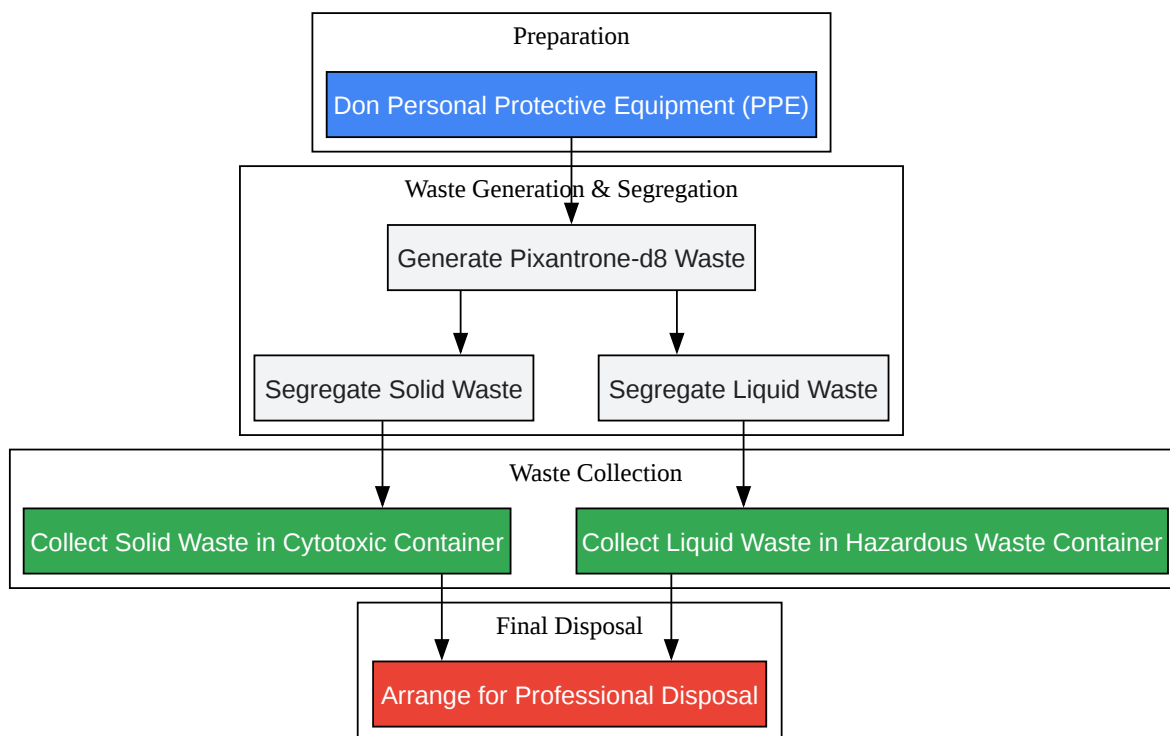 Preparation
Don Personal Protective Equipment (PPE)
Waste Generation & Segregation
Generate Pixantrone-d8 Waste
Segregate Solid Waste
Segregate Liquid Waste
Waste Collection
Collect Solid Waste in Cytotoxic Container
Collect Liquid Waste in Hazardous Waste Container
Final Disposal
Arrange for Professional Disposal